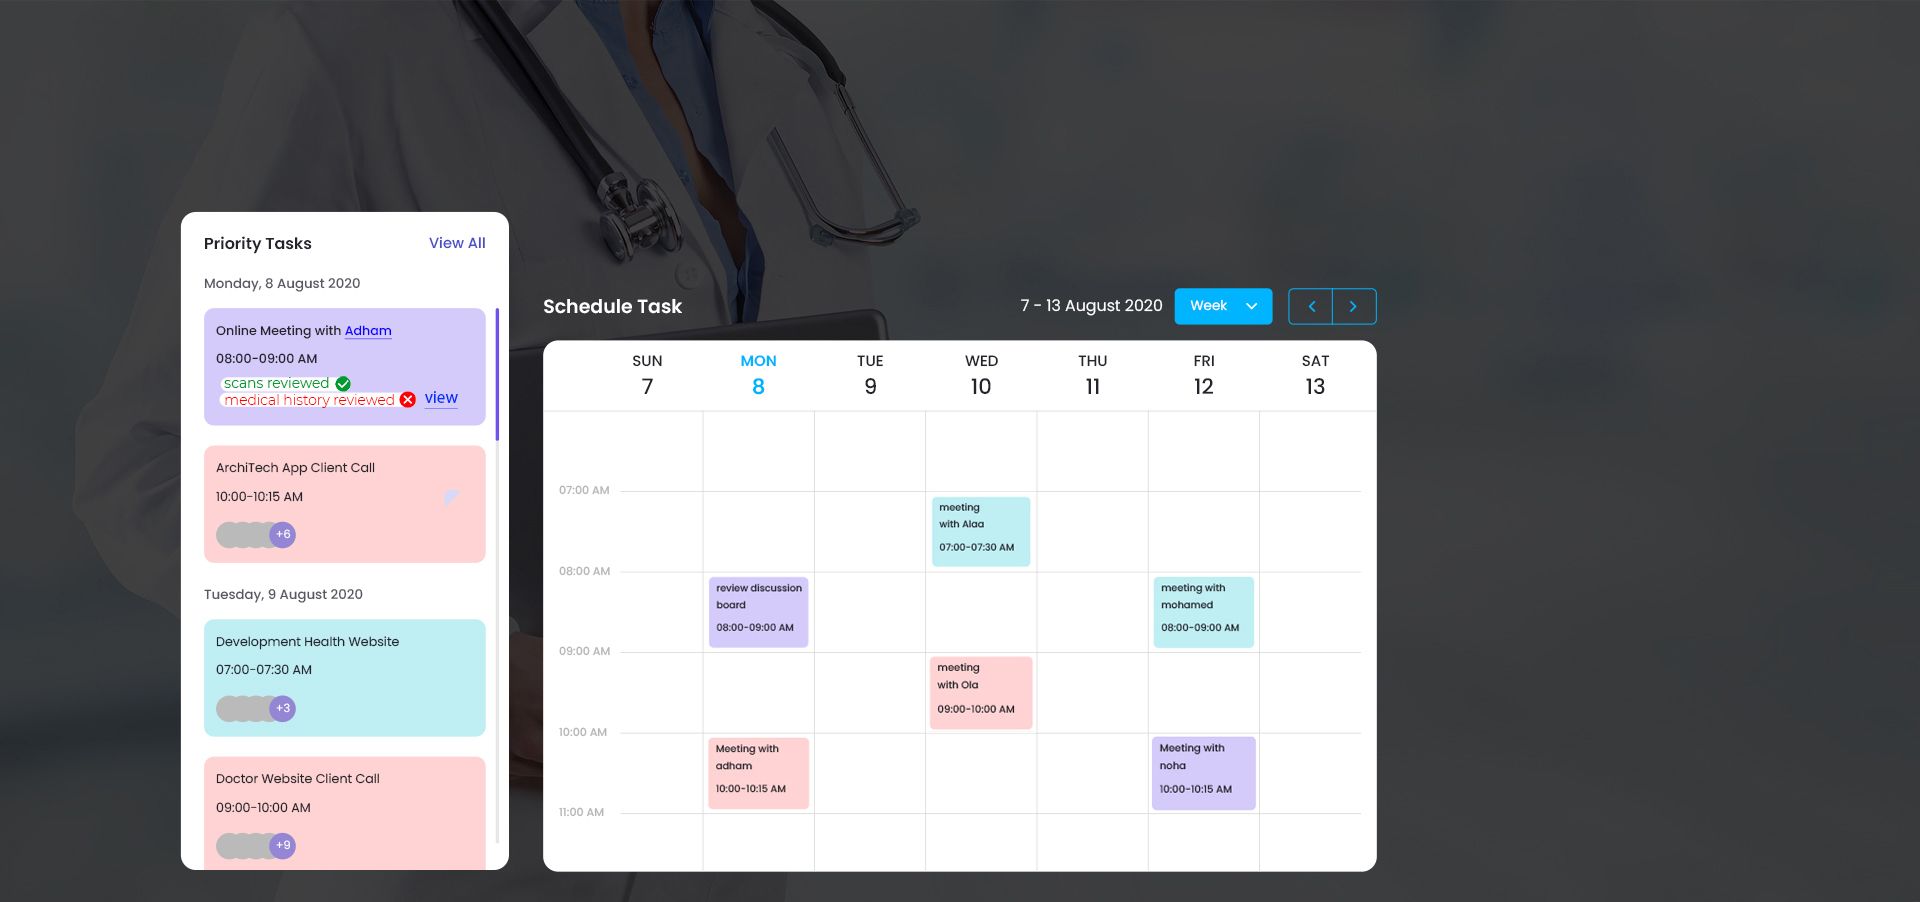 Priority Tasks
View All
Monday, 8 August 2020
Online Meeting with Adham
08:00-09:00 AM
scans reviewed
medical history reviewed
view
ArchiTech App Client Call
10:00-10:15 AM
+6
Tuesday, 9 August 2020
Development Health Website
07:00-07:30 AM
+3
Doctor Website Client Call
09:00-10:00 AM
+9
Schedule Task
7 - 13 August 2020
Week
SUN MON TUE WED THU FRI SAT
7 8 9 10 11 12 13
07:00 AM
meeting
with Alaa
07:00-07:30 AM
08:00 AM
review discussion
board
08:00-09:00 AM
meeting with
mohamed
08:00-09:00 AM
09:00 AM
meeting
with Ola
09:00-10:00 AM
10:00 AM
Meeting with
adham
10:00-10:15 AM
Meeting with
noha
10:00-10:15 AM
11:00 AM